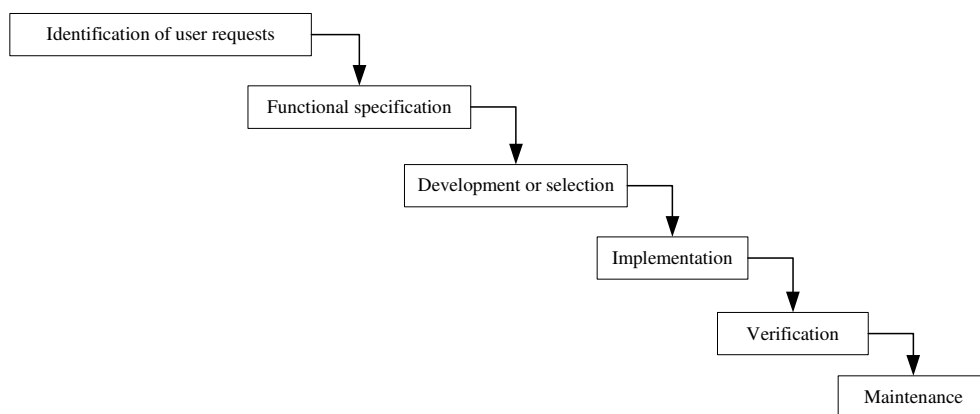 Identification of user requests
Functional specification
Development or selection
Implementation
Verification
Maintenance